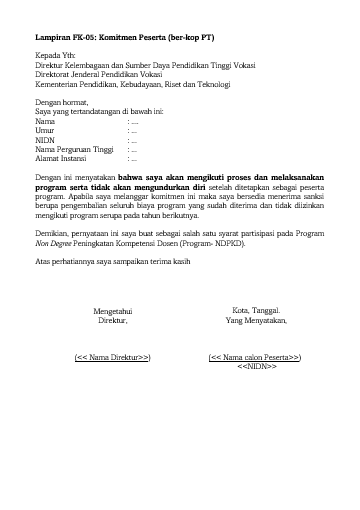 Lampiran FK-05: Komitmen Peserta (ber-kop PT)
Kepada Yth:
Direktur Kelembagaan dan Sumber Daya Pendidikan Tinggi Vokasi
Direktorat Jenderal Pendidikan Vokasi
Kementerian Pendidikan, Kebudayaan, Riset dan Teknologi
Dengan hormat,
Saya yang tertandatangan di bawah ini:
Nama : ....
Umur : ...
NIDN : ...
Nama Perguruan Tinggi : ...
Alamat Instansi : ...
Dengan ini menyatakan bahwa saya akan mengikuti proses dan melaksanakan
program serta tidak akan mengundurkan diri setelah ditetapkan sebagai peserta
program. Apabila saya melanggar komitmen ini maka saya bersedia menerima sanksi
berupa pengembalian seluruh biaya program yang sudah diterima dan tidak diizinkan
mengikuti program serupa pada tahun berikutnya.
Demikian, pernyataan ini saya buat sebagai salah satu syarat partisipasi pada Program
Non Degree Peningkatan Kompetensi Dosen (Program- NDPKD).
Atas perhatiannya saya sampaikan terima kasih
Mengetahui
Direktur,
(<< Nama Direktur>>)
Kota, Tanggal.
Yang Menyatakan,
(<< Nama calon Peserta>>)
<<NIDN>>